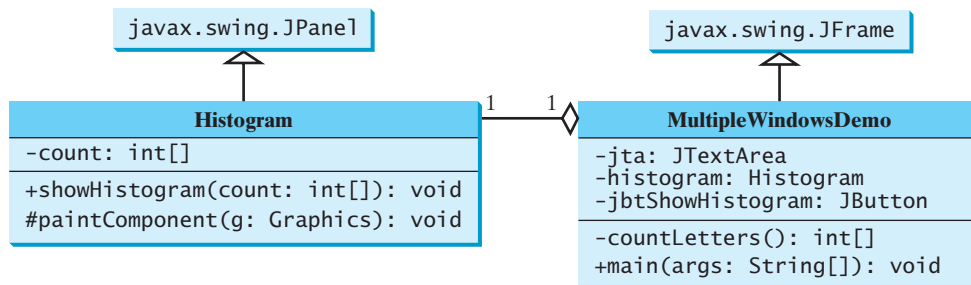 javax.swing.JPanel
javax.swing.JFrame
Histogram
-count: int[]
+showHistogram(count: int[]): void
#paintComponent(g: Graphics): void
1
1
MultipleWindowsDemo
-jta: JTextArea
-histogram: Histogram
-jbtShowHistogram: JButton
-countLetters(): int[]
+main(args: String[]): void